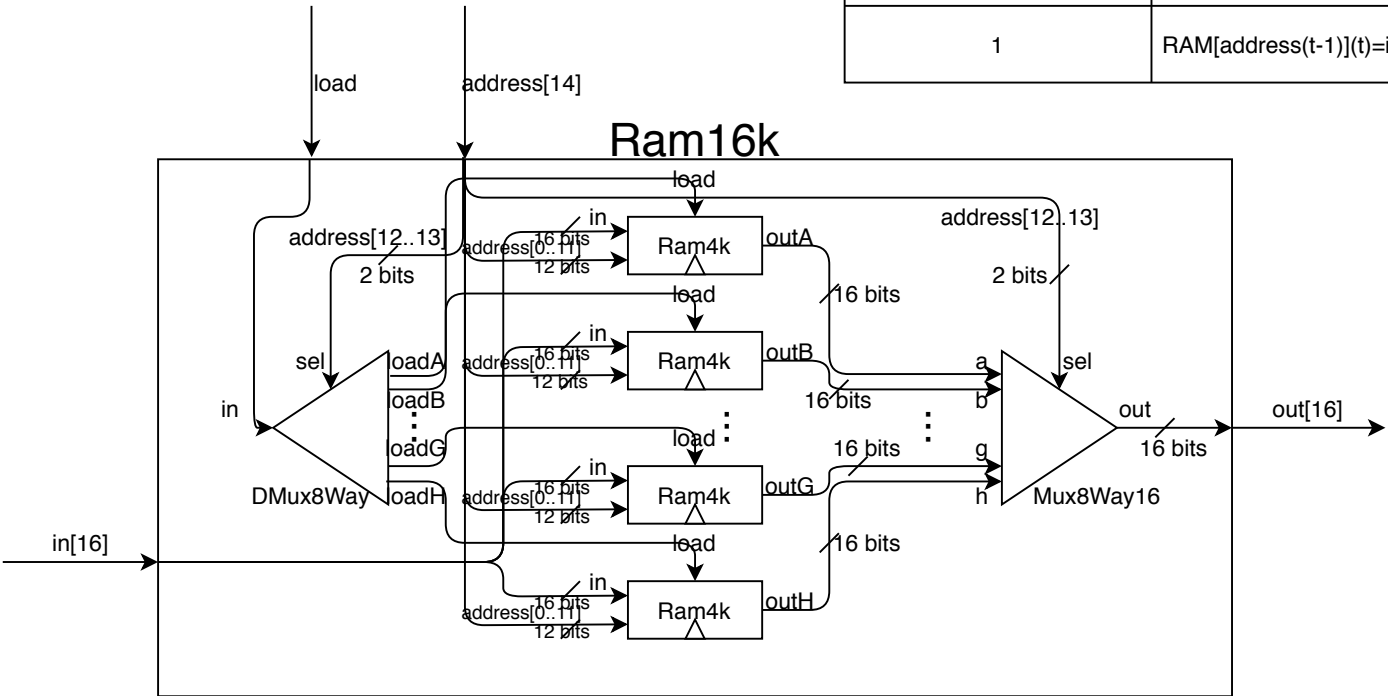 1
RAM[address(t-1)](t)=i
load
address[14]
Ram16k
load
address[12..13]
2 bits
address[12..13]
2 bits
in
16 bits
address[0..11]
12 bits
Ram4k
outA
16 bits
load
in
16 bits
address[0..11]
12 bits
Ram4k
outB
16 bits
sel
loadA
loadB
in
loadG
loadH
DMux8Way
load
in
16 bits
address[0..11]
12 bits
Ram4k
outG
16 bits
a
b
g
h
sel
Mux8Way16
out
16 bits
out[16]
in[16]
load
in
16 bits
address[0..11]
12 bits
Ram4k
outH
16 bits